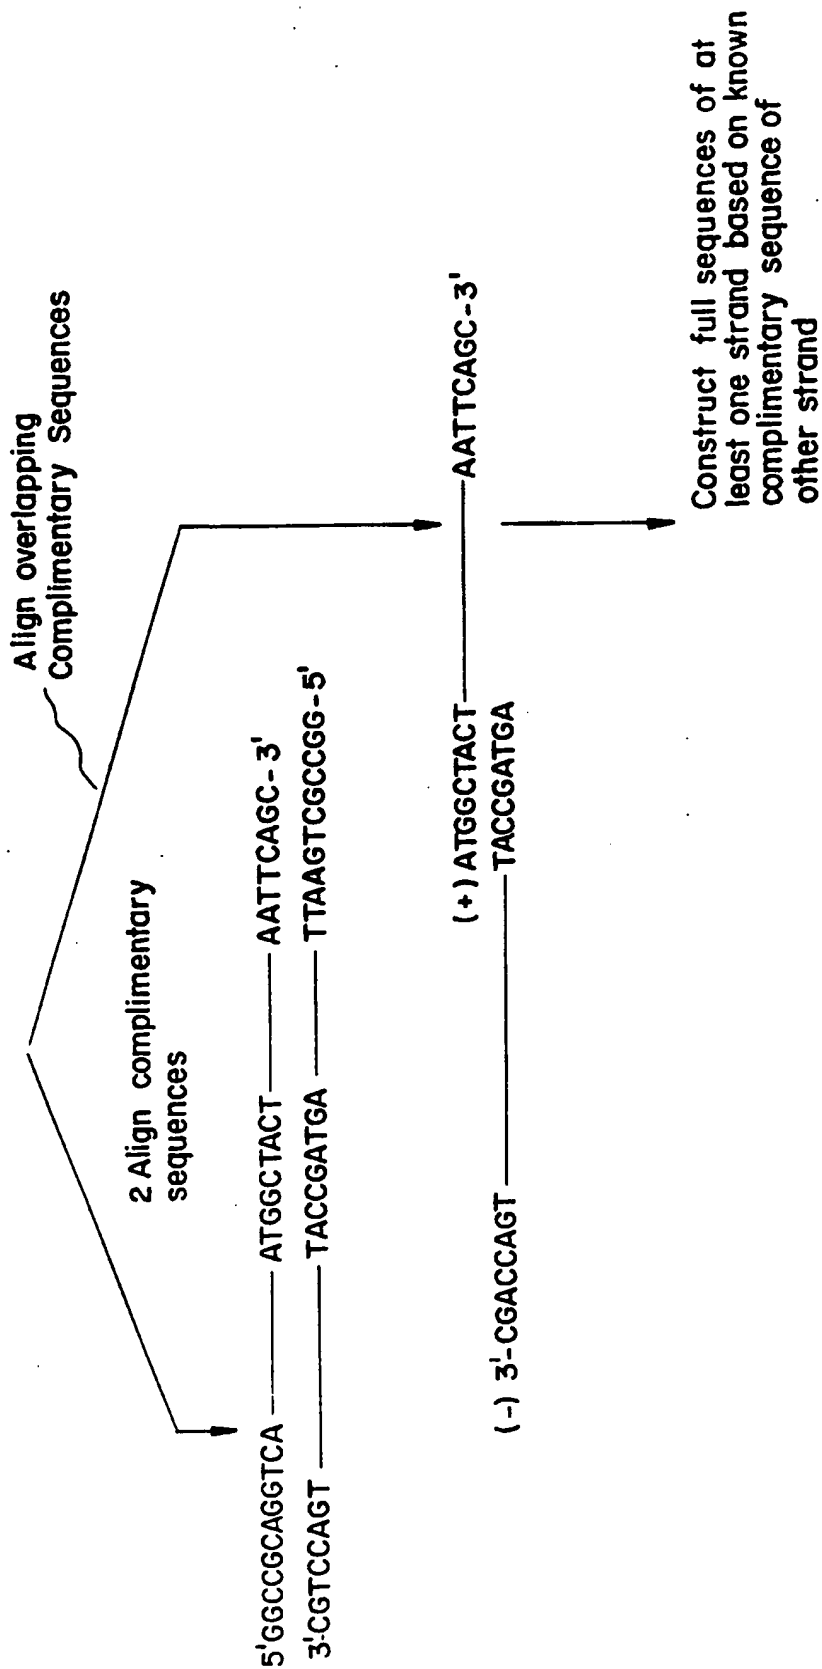 Align overlapping
Complimentary Sequences
2 Align complimentary
sequences
5'GGCCGCAGGTCA — ATGGCTACT — AATTCAGC-3'
3'-CGTCCAGT — TACCGATGA — TTAAGTCGCCGG-5'
(+) ATGGCTACT — AATTCAGC-3'
(-) 3'-CGACCAGT — TACCGATGA
Construct full sequences of at
least one strand based on known
complimentary sequence of
other strand